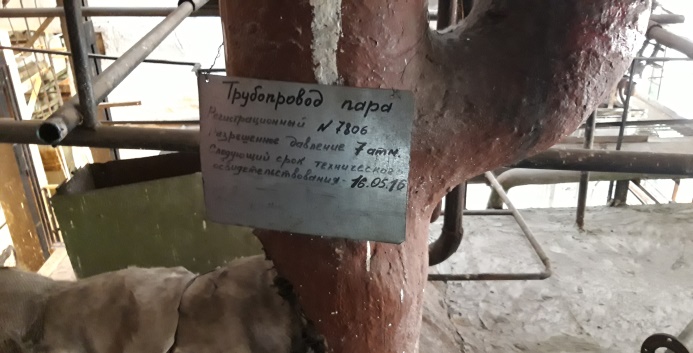 Трубопровод пара
Регистрационный N 7806
Разрешенное давление 7 атм.
Следующий срок технического
освидетельствования - 16.05.16